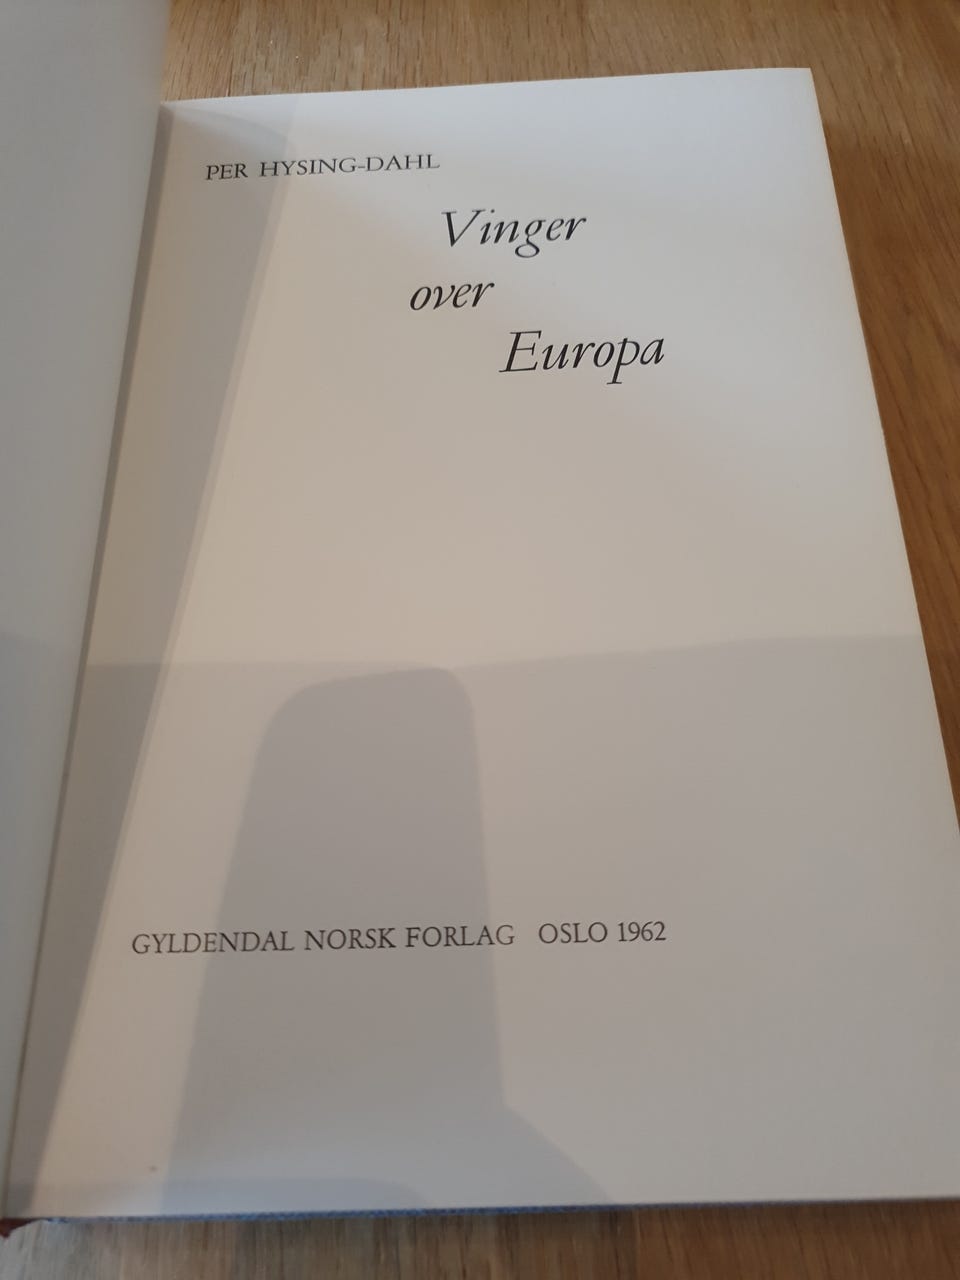 PER HYSING-DAHL
Vinger
over
Europa
GYLDENDAL NORSK FORLAG OSLO 1962